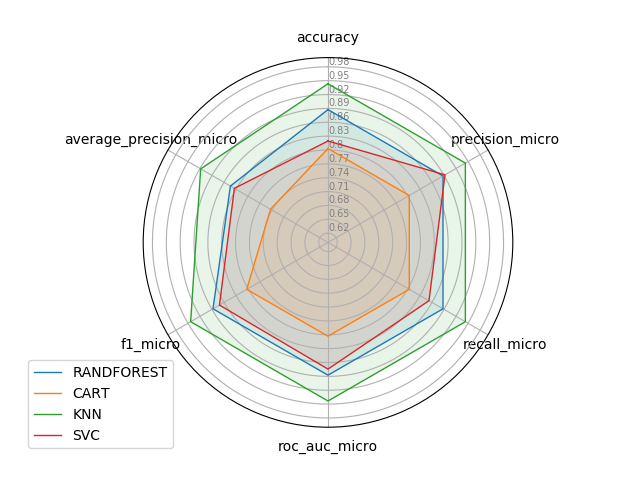 accuracy
0.98
0.95
0.92
0.89
0.86
0.83
0.8
0.77
0.74
0.71
0.68
0.65
0.62
average_precision_micro
precision_micro
f1_micro
recall_micro
roc_auc_micro
RANDFOREST
CART
KNN
SVC